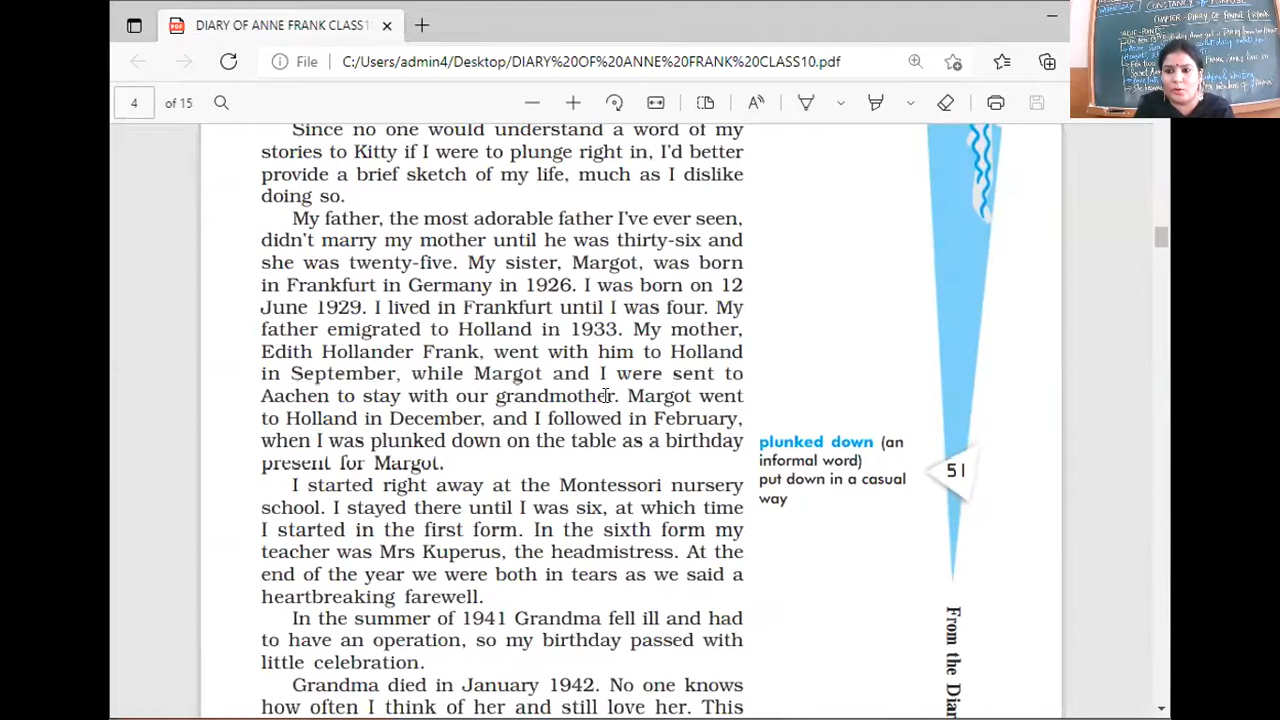 DIARY OF ANNE FRANK CLASS1
File C:/Users/admin4/Desktop/DIARY%20OF%20ANNE%20FRANK%20CLASS10.pdf
4 of 15
Since no one would understand a word of my
stories to Kitty if I were to plunge right in, I'd better
provide a brief sketch of my life, much as I dislike
doing so.
My father, the most adorable father I've ever seen,
didn't marry my mother until he was thirty-six and
she was twenty-five. My sister, Margot, was born
in Frankfurt in Germany in 1926. I was born on 12
June 1929. I lived in Frankfurt until I was four. My
father emigrated to Holland in 1933. My mother,
Edith Hollander Frank, went with him to Holland
in September, while Margot and I were sent to
Aachen to stay with our grandmother. Margot went
to Holland in December, and I followed in February,
when I was plunked down on the table as a birthday
present for Margot.
I started right away at the Montessori nursery
school. I stayed there until I was six, at which time
I started in the first form. In the sixth form my
teacher was Mrs Kuperus, the headmistress. At the
end of the year we were both in tears as we said a
heartbreaking farewell.
In the summer of 1941 Grandma fell ill and had
to have an operation, so my birthday passed with
little celebration.
Grandma died in January 1942. No one knows
how often I think of her and still love her. This
plunked down (an
informal word)
put down in a casual
way
51
From the Diar
CONSTANCY
CHAPTER- DIARY OF ANNE FRANK